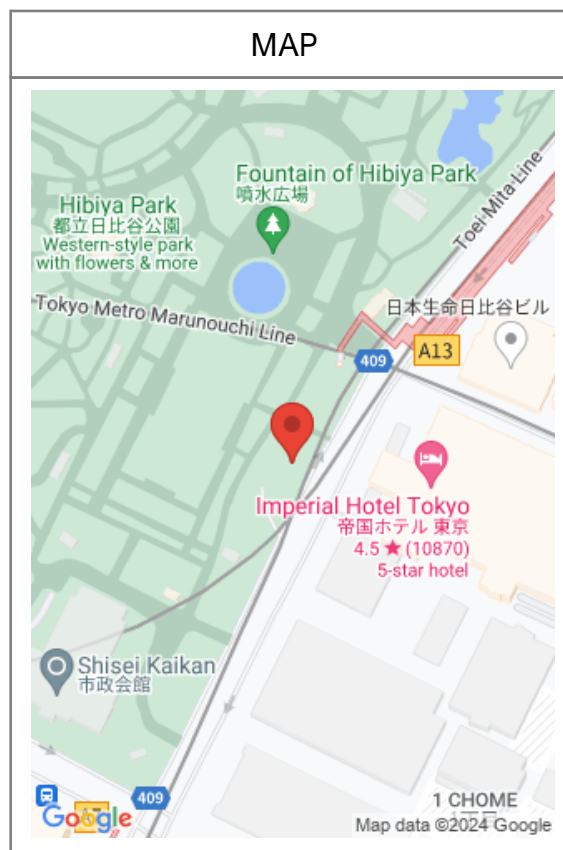 MAP
Fountain of Hibiya Park
噴水広場
Hibiya Park
都立日比谷公園
Western-style park
with flowers & more
Toei-Mita-Line
Tokyo Metro Marunouchi Line
日本生命日比谷ビル
409
A13
Imperial Hotel Tokyo
帝国ホテル 東京
4.5 ★ (10870)
5-star hotel
Shisei Kaikan
市政会館
409
Google
1 CHOME
Map data ©2024 Google